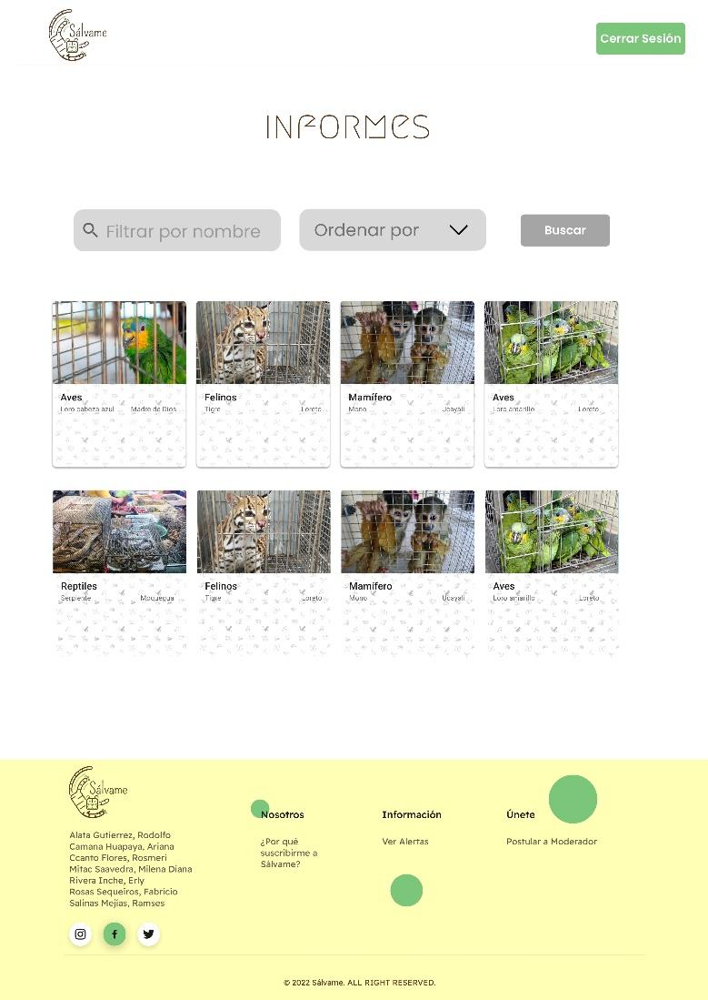 Sálvame
Cerrar Sesión
INFORMES
Filtrar por nombre
Ordenar por
Buscar
Aves
Loro cabeza azul Madre de Dios
Felinos
Tigre Loreto
Mamífero
Mono Ucayali
Aves
Loro amarillo Loreto
Reptiles
Serpiente Moquegua
Felinos
Tigre Loreto
Mamífero
Mono Ucayali
Aves
Loro amarillo Loreto
Sálvame
Alata Gutierrez, Rodolfo
Camana Huapaya, Ariana
Ccanto Flores, Rosmeri
Mitac Saavedra, Milena Diana
Rivera Inche, Erly
Rosas Sequeiros, Fabricio
Salinas Mejías, Ramses
Nosotros
¿Por qué
suscribirme a
Sálvame?
Información
Ver Alertas
Únete
Postular a Moderador
© 2022 Sálvame. ALL RIGHT RESERVED.